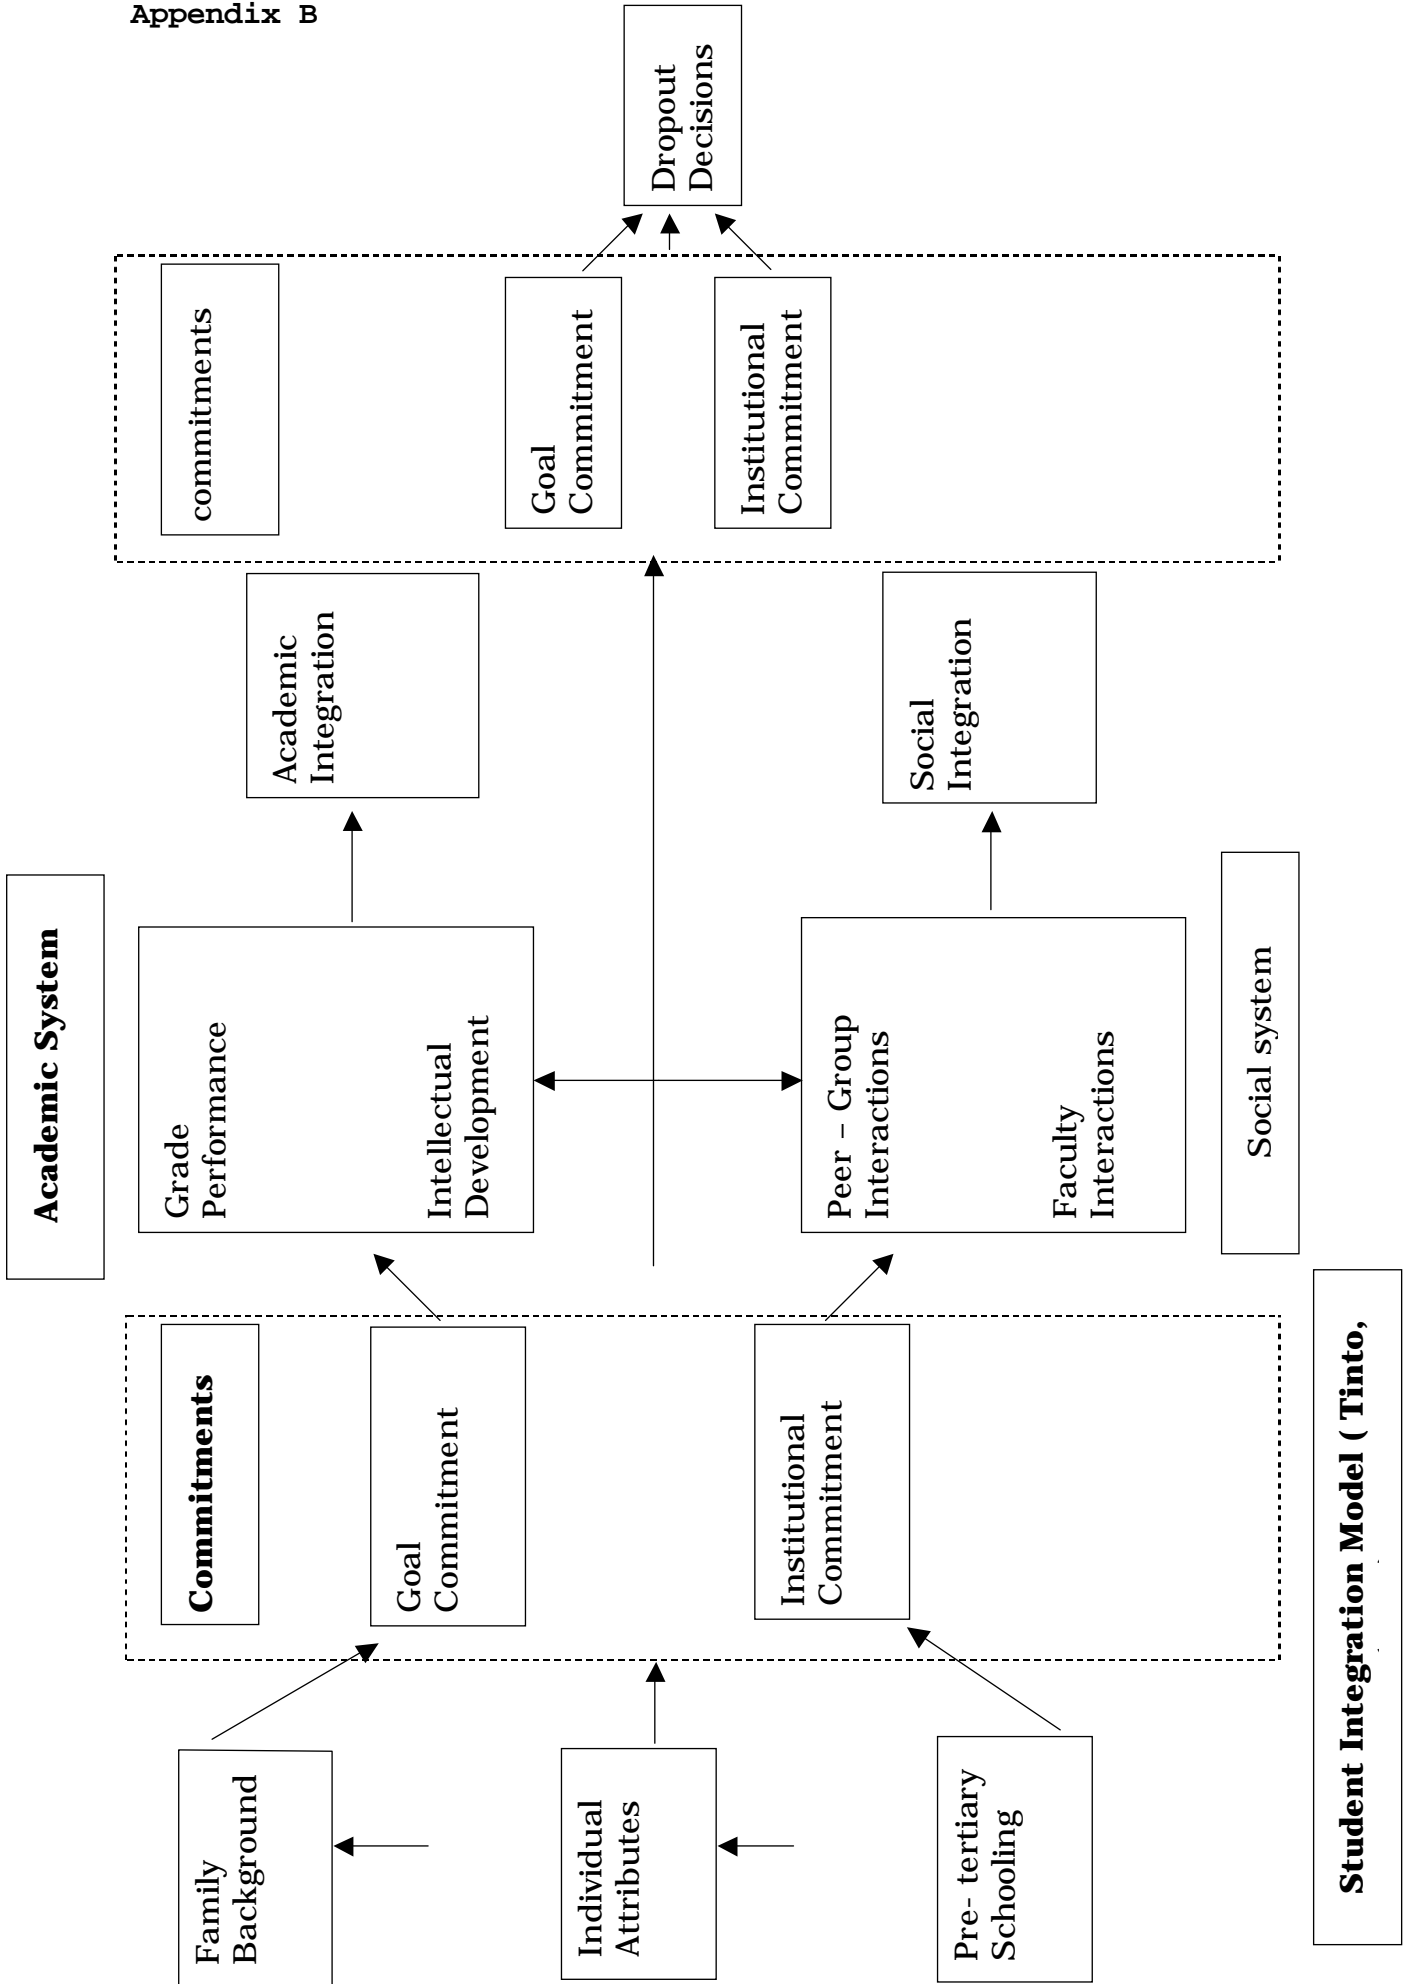 Appendix B
Academic System
Family
Background
Individual
Attributes
Pre- tertiary
Schooling
Commitments
Goal
Commitment
Institutional
Commitment
Grade
Performance
Intellectual
Development
Peer – Group
Interactions
Faculty
Interactions
Academic
Integration
Social
Integration
commitments
Goal
Commitment
Institutional
Commitment
Dropout
Decisions
Social system
Student Integration Model ( Tinto,